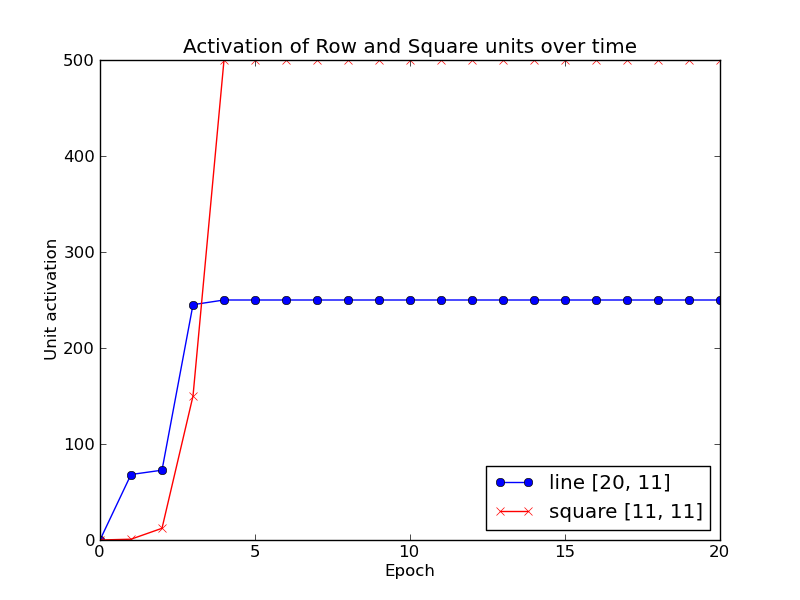 Activation of Row and Square units over time
500
400
300
200
100
0
Unit activation
0 5 10 15 20
Epoch
line [20, 11]
square [11, 11]